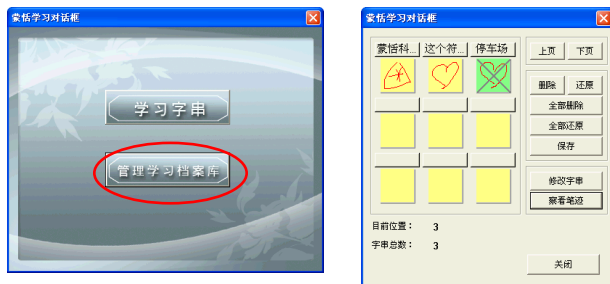 蒙恬学习对话框
学习字串
管理学习档案库
蒙恬学习对话框
蒙恬科... 这个符... 停车场
上页 下页
删除 还原
全部删除
全部还原
保存
修改字串
察看笔迹
目前位置： 3
字串总数： 3
关闭